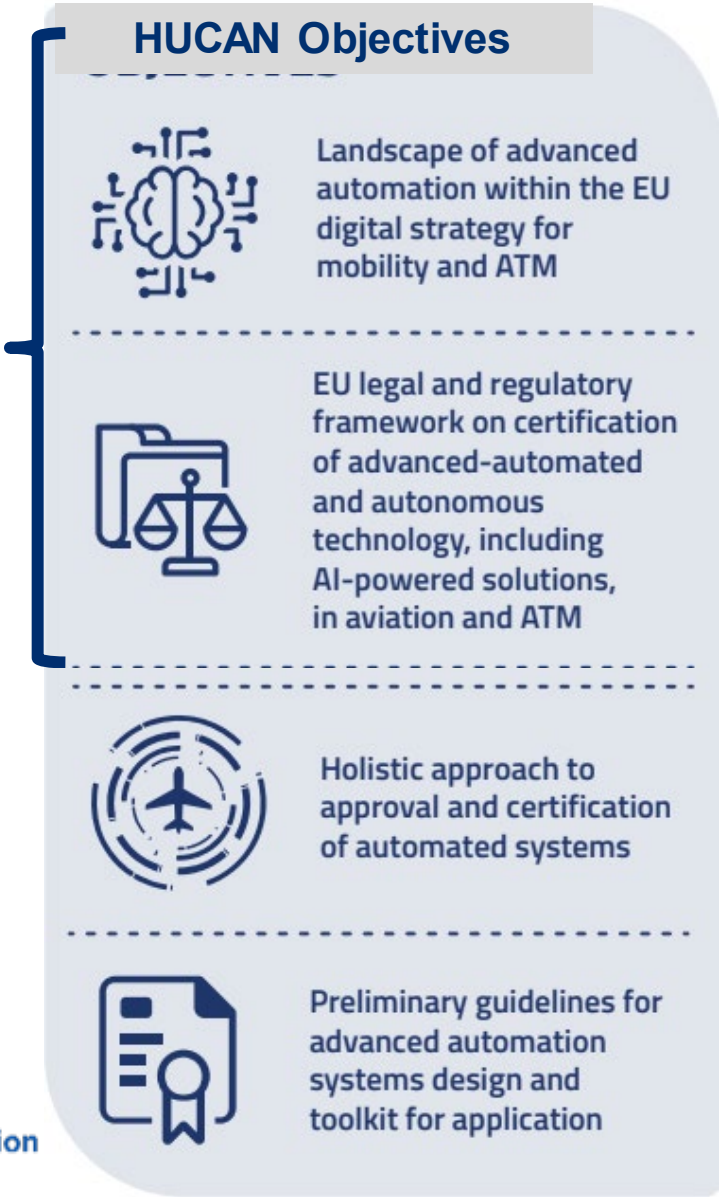 HUCAN Objectives
Landscape of advanced
automation within the EU
digital strategy for
mobility and ATM
EU legal and regulatory
framework on certification
of advanced-automated
and autonomous
technology, including
AI-powered solutions,
in aviation and ATM
Holistic approach to
approval and certification
of automated systems
Preliminary guidelines for
advanced automation
systems design and
toolkit for application